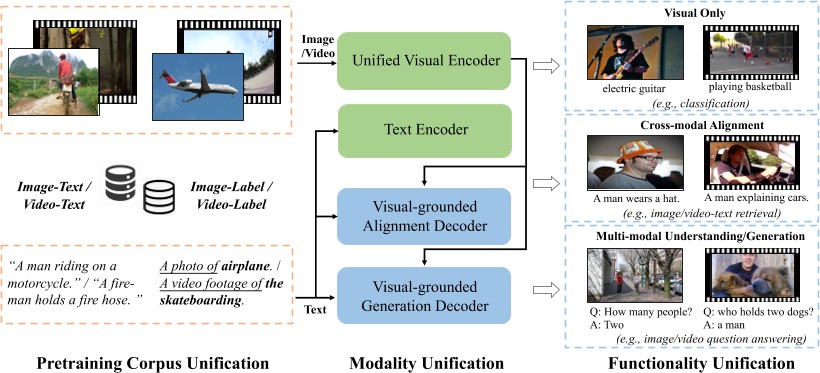 Image
/Video
Image-Text /
Video-Text
Image-Label /
Video-Label
"A man riding on a
motorcycle." / "A fire-
man holds a fire hose. "
A photo of airplane. /
A video footage of the
skateboarding.
Text
Pretraining Corpus Unification
Unified Visual Encoder
Text Encoder
Visual-grounded
Alignment Decoder
Visual-grounded
Generation Decoder
Modality Unification
Visual Only
electric guitar
playing basketball
(e.g., classification)
Cross-modal Alignment
A man wears a hat.
A man explaining cars.
(e.g., image/video-text retrieval)
Multi-modal Understanding/Generation
Q: How many people?
A: Two
Q: who holds two dogs?
A: a man
(e.g., image/video question answering)
Functionality Unification